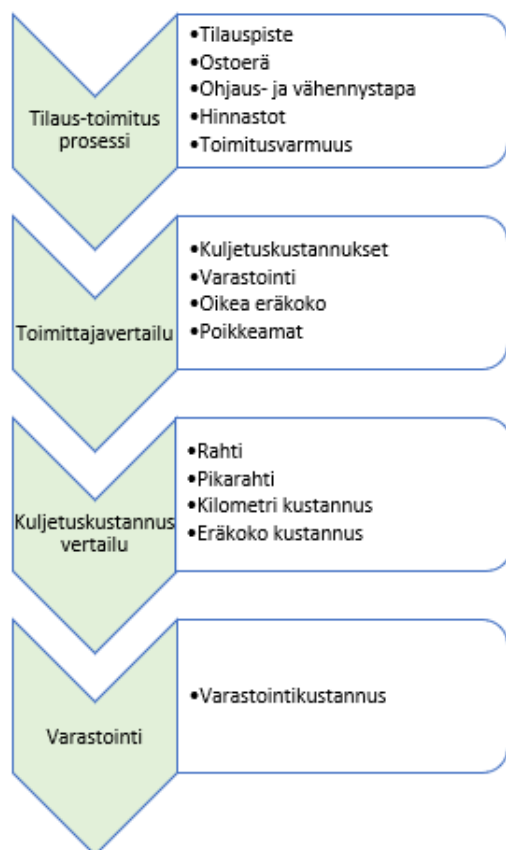 Tilaus-toimitus
prosessi
•Tilauspiste
•Ostoerä
•Ohjaus- ja vähennystapa
•Hinnastot
•Toimitusvarmuus
Toimittajavertailu
•Kuljetuskustannukset
•Varastointi
•Oikea eräkoko
•Poikkeamat
Kuljetuskustannus
vertailu
•Rahti
•Pikarahti
•Kilometri kustannus
•Eräkoko kustannus
Varastointi
•Varastointikustannus